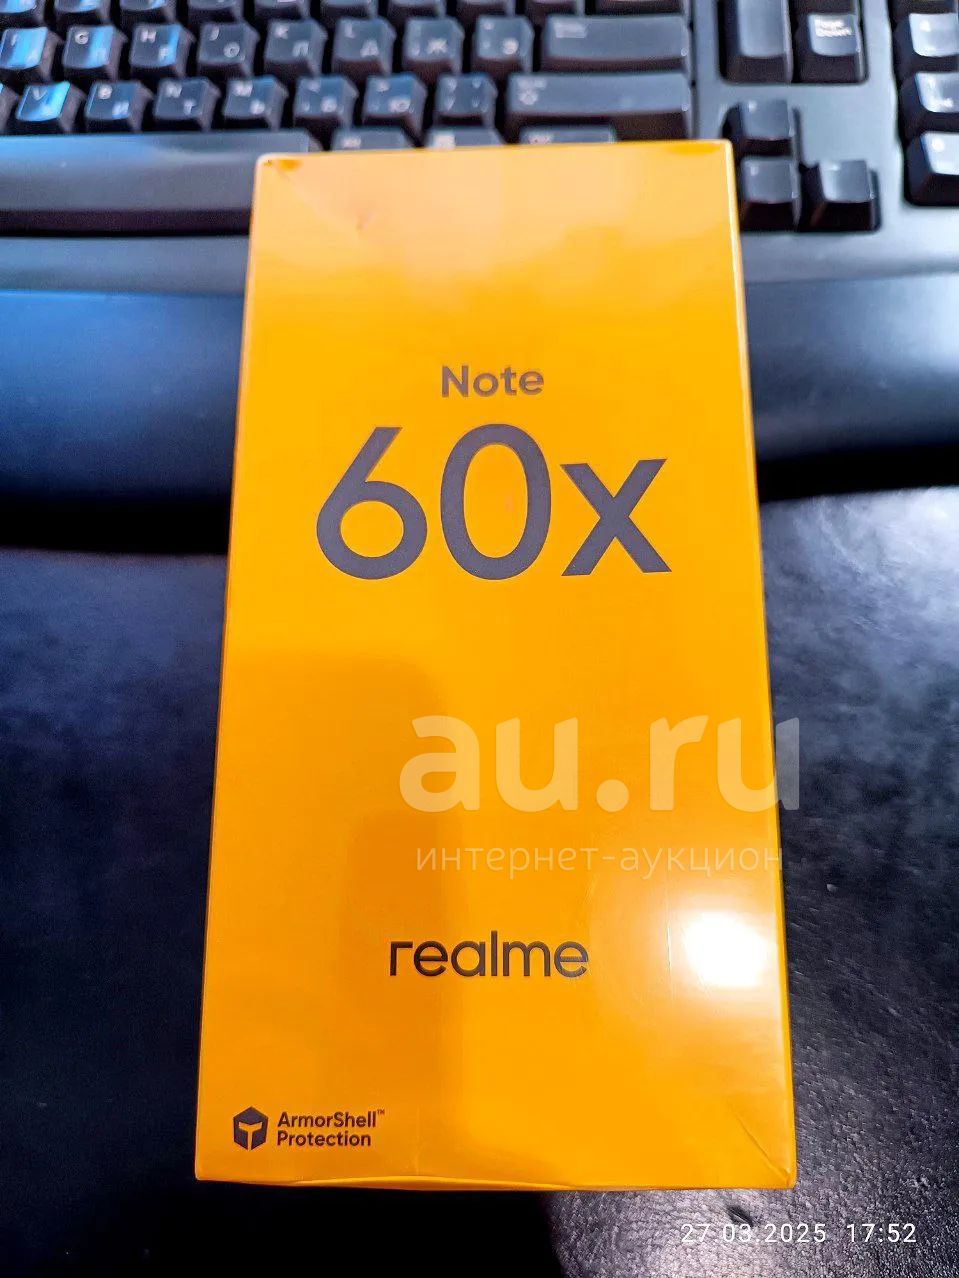 Note
60x
au.ru
интернет-аукцион
realme
ArmorShell™
Protection
27.03.2025 17:52